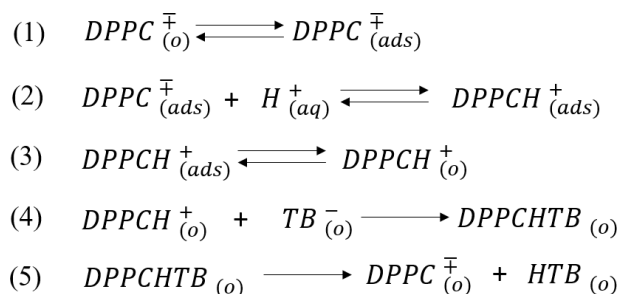 (1) DPPC ∓(o) ⇌ DPPC ∓(ads)
(2) DPPC ∓(ads) + H +(aq) ⇌ DPPCH +(ads)
(3) DPPCH +(ads) ⇌ DPPCH +(o)
(4) DPPCH +(o) + TB −(o) → DPPCHTB (o)
(5) DPPCHTB (o) → DPPC ∓(o) + HTB (o)